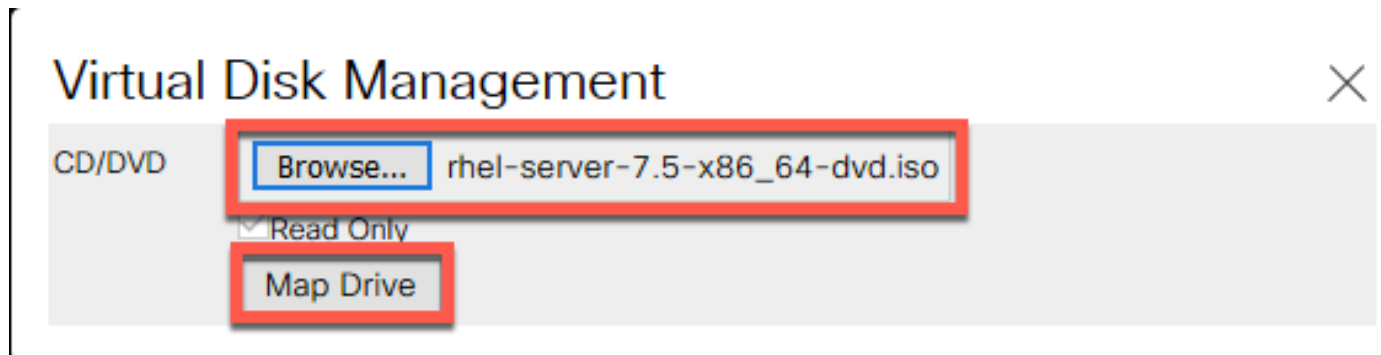 Virtual Disk Management
CD/DVD Browse... rhel-server-7.5-x86_64-dvd.iso
Read Only
Map Drive